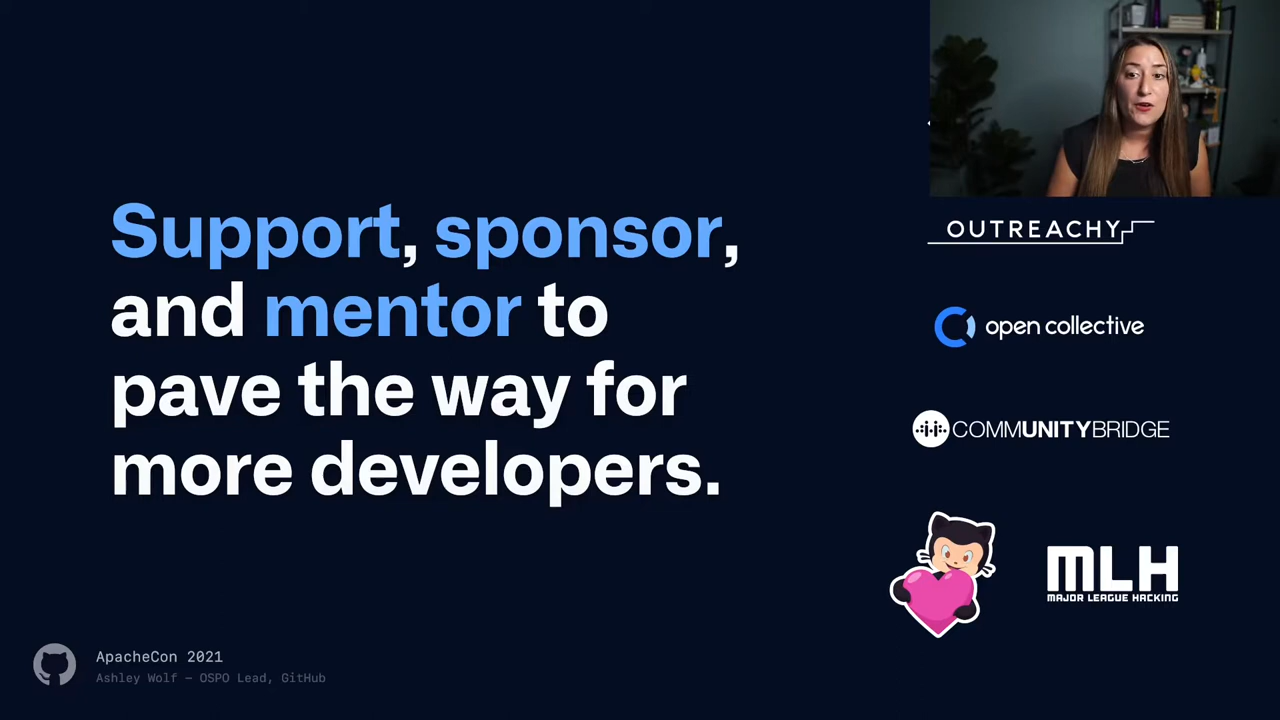 Support, sponsor,
and mentor to
pave the way for
more developers.
OUTREACHY
open collective
COMMUNITYBRIDGE
MLH
MAJOR LEAGUE HACKING
ApacheCon 2021
Ashley Wolf — OSPO Lead, GitHub